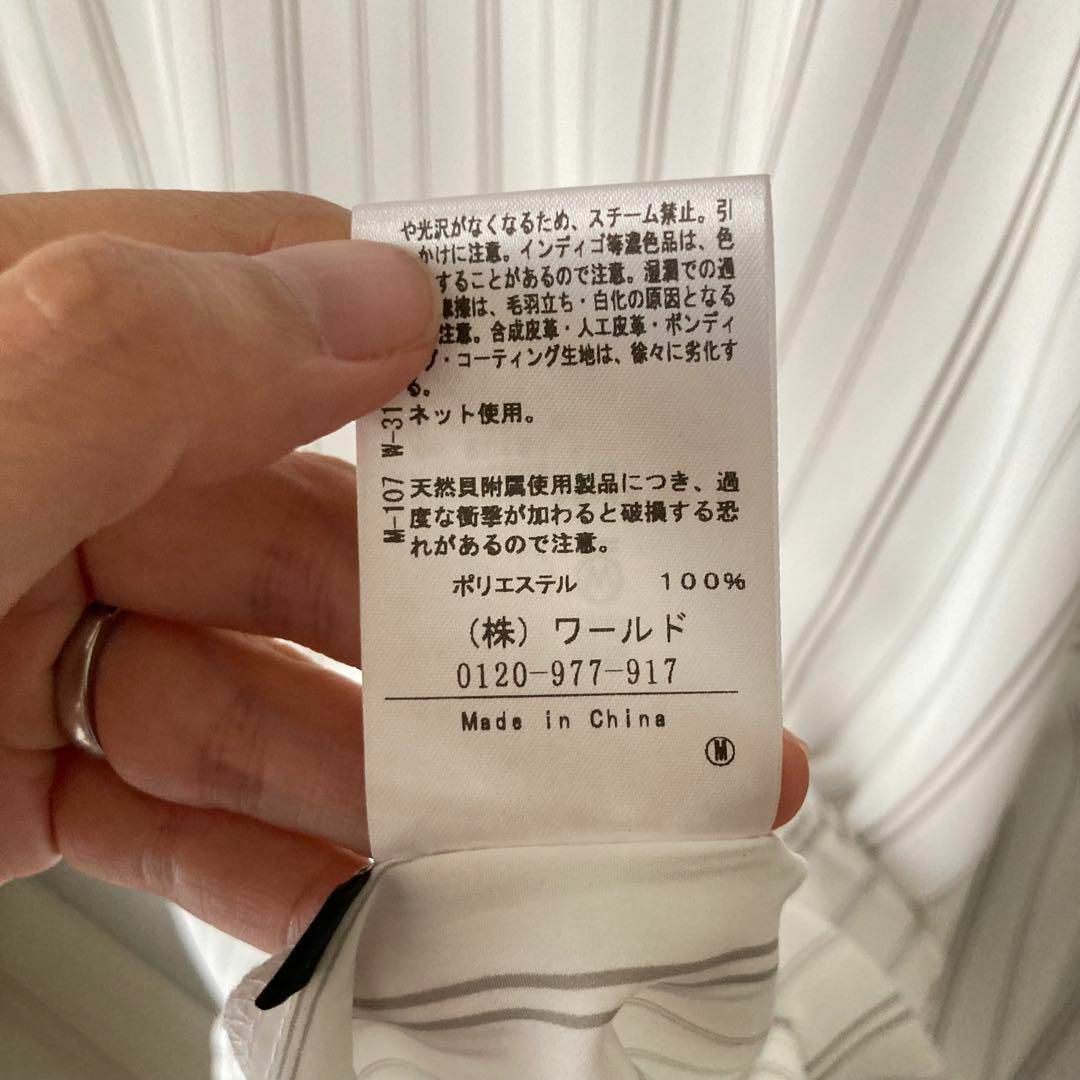 や光沢がなくなるため、スチーム禁止。引
かけに注意。インディゴ等濃色品は、色
することがあるので注意。湿潤での過
擦は、毛羽立ち・白化の原因となる
注意。合成皮革・人工皮革・ボンディ
・コーティング生地は、徐々に劣化す
る。
W-31 ネット使用。
M-107 天然貝附属使用製品につき、過
度な衝撃が加わると破損する恐
れがあるので注意。
ポリエステル 100%
(株) ワールド
0120-977-917
Made in China
Ⓜ